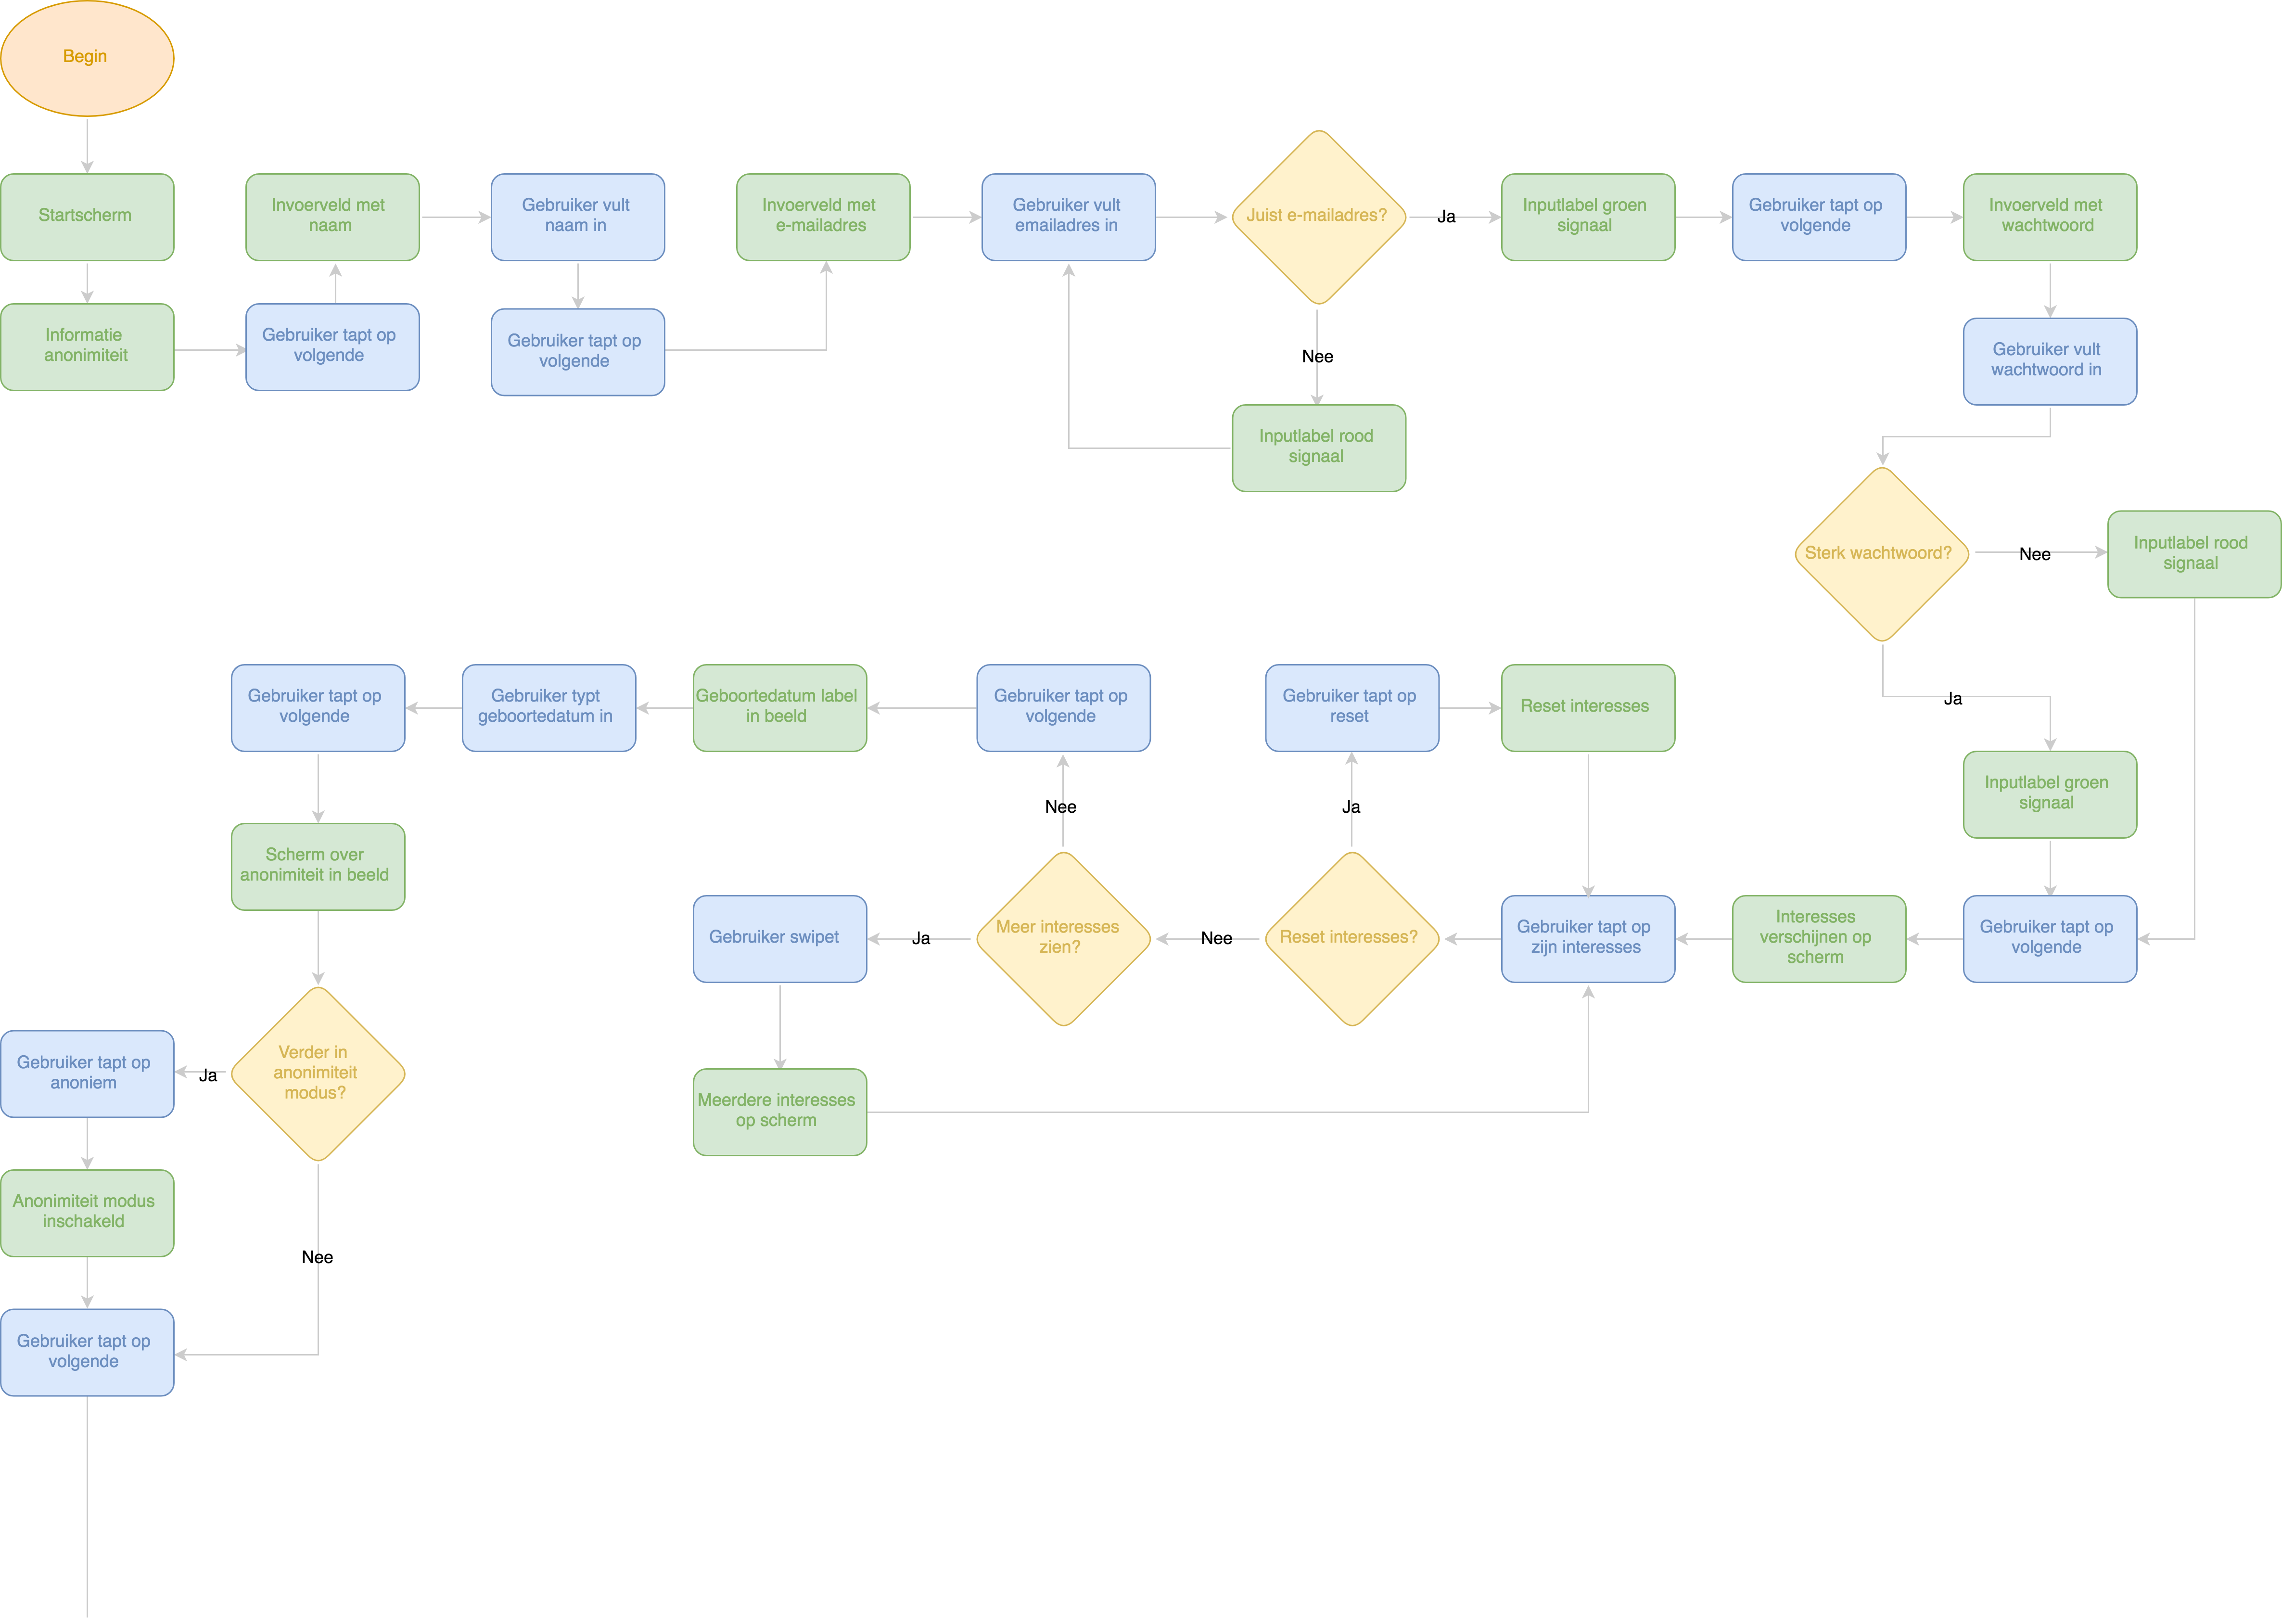 Begin
Startscherm
Informatie
anonimiteit
Gebruiker tapt op
volgende
Invoerveld met
naam
Gebruiker vult
naam in
Gebruiker tapt op
volgende
Invoerveld met
e-mailadres
Gebruiker vult
emailadres in
Juist e-mailadres?
Ja
Nee
Inputlabel rood
signaal
Inputlabel groen
signaal
Gebruiker tapt op
volgende
Invoerveld met
wachtwoord
Gebruiker vult
wachtwoord in
Sterk wachtwoord?
Nee
Inputlabel rood
signaal
Ja
Inputlabel groen
signaal
Gebruiker tapt op
volgende
Interesses
verschijnen op
scherm
Gebruiker tapt op
zijn interesses
Reset interesses?
Ja
Gebruiker tapt op
reset
Reset interesses
Nee
Meer interesses
zien?
Ja
Gebruiker swipet
Meerdere interesses
op scherm
Nee
Gebruiker tapt op
volgende
Geboortedatum label
in beeld
Gebruiker typt
geboortedatum in
Gebruiker tapt op
volgende
Scherm over
anonimiteit in beeld
Verder in
anonimiteit
modus?
Ja
Gebruiker tapt op
anoniem
Anonimiteit modus
inschakeld
Nee
Gebruiker tapt op
volgende